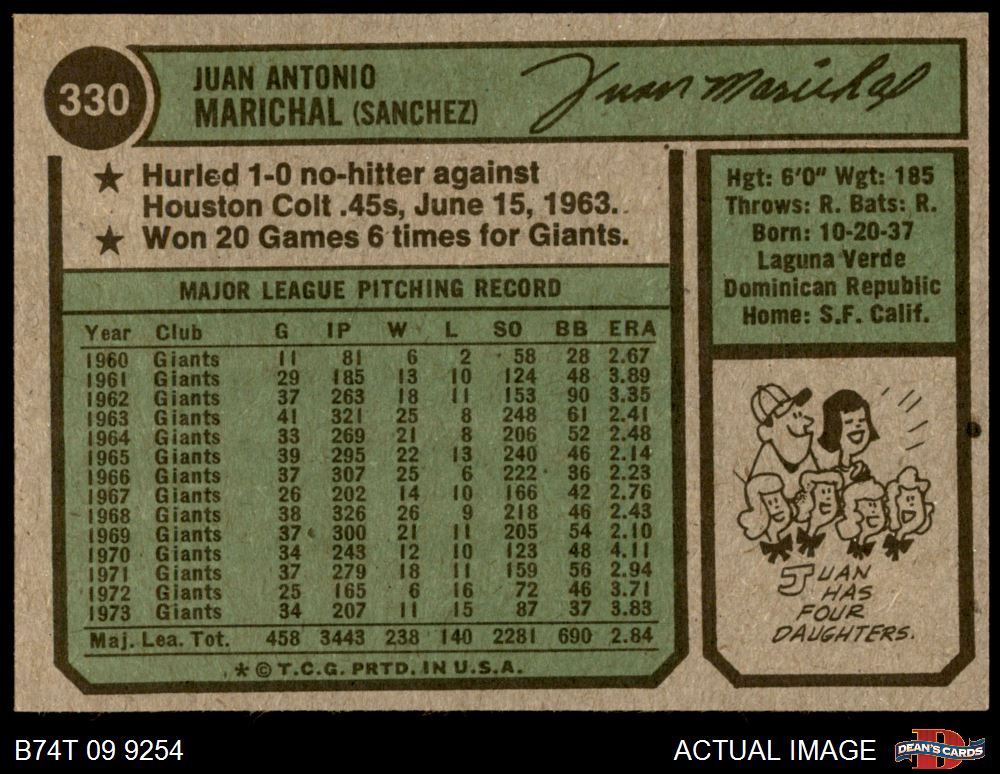 330
JUAN ANTONIO
MARICHAL (SANCHEZ)
Juan Marichal
★ Hurled 1-0 no-hitter against
Houston Colt .45s, June 15, 1963.
★ Won 20 Games 6 times for Giants.
MAJOR LEAGUE PITCHING RECORD
Year Club G IP W L SO BB ERA
1960 Giants 11 81 6 2 58 28 2.67
1961 Giants 29 185 13 10 124 48 3.89
1962 Giants 37 263 18 11 153 90 3.35
1963 Giants 41 321 25 8 248 61 2.41
1964 Giants 33 269 21 8 206 52 2.48
1965 Giants 39 295 22 13 240 46 2.14
1966 Giants 37 307 25 6 222 36 2.23
1967 Giants 26 202 14 10 166 42 2.76
1968 Giants 38 326 26 9 218 46 2.43
1969 Giants 37 300 21 11 205 54 2.10
1970 Giants 34 243 12 10 123 48 4.11
1971 Giants 37 279 18 11 159 56 2.94
1972 Giants 25 165 6 16 72 46 3.71
1973 Giants 34 207 11 15 87 37 3.83
Maj. Lea. Tot. 458 3443 238 140 2281 690 2.84
* © T.C.G. PRTD. IN U.S.A.
Hgt: 6'0" Wgt: 185
Throws: R. Bats: R.
Born: 10-20-37
Laguna Verde
Dominican Republic
Home: S.F. Calif.
JUAN
HAS
FOUR
DAUGHTERS.
B74T 09 9254
ACTUAL IMAGE
DEAN'S CARDS